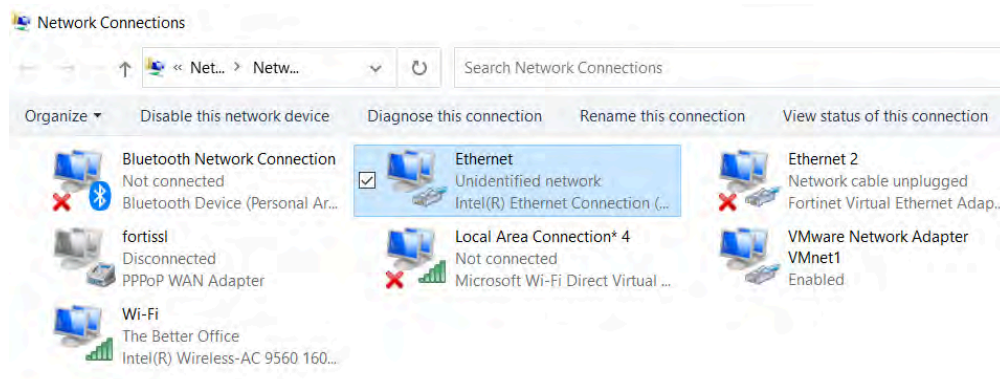 Network Connections
« Net... > Netw...
Search Network Connections
Organize Disable this network device Diagnose this connection Rename this connection View status of this connection
Bluetooth Network Connection
Not connected
Bluetooth Device (Personal Ar...
Ethernet
Unidentified network
Intel(R) Ethernet Connection (...
Ethernet 2
Network cable unplugged
Fortinet Virtual Ethernet Adap...
fortissl
Disconnected
PPPoP WAN Adapter
Local Area Connection* 4
Not connected
Microsoft Wi-Fi Direct Virtual ...
VMware Network Adapter
VMnet1
Enabled
Wi-Fi
The Better Office
Intel(R) Wireless-AC 9560 160...